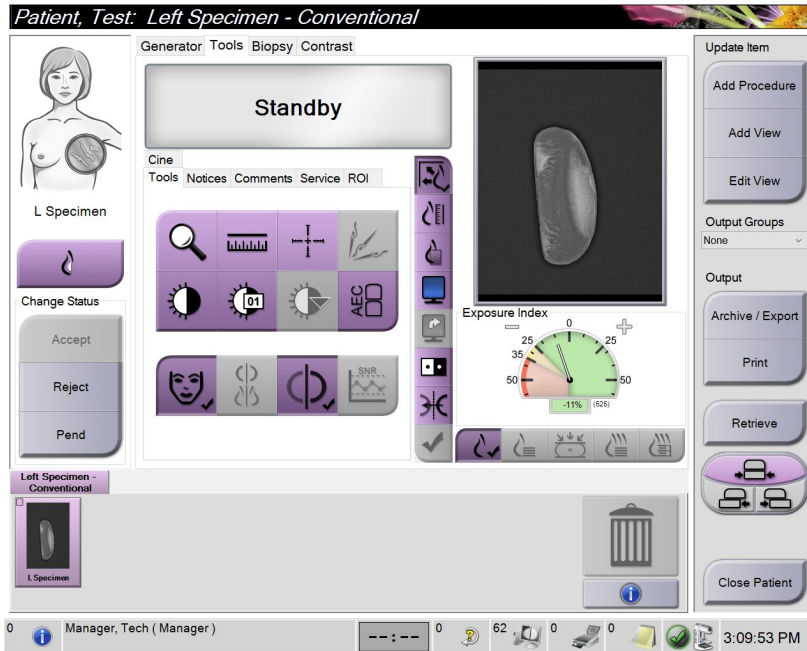 Patient, Test: Left Specimen - Conventional
Generator Tools Biopsy Contrast
Standby
Cine
Tools Notices Comments Service ROI
01
AEC
SNR
L Specimen
Change Status
Accept
Reject
Pend
Exposure Index
0
25 25
35
50 50
-11% (525)
Update Item
Add Procedure
Add View
Edit View
Output Groups
None
Output
Archive / Export
Print
Retrieve
Close Patient
Left Specimen -
Conventional
L Specimen
0 Manager, Tech ( Manager ) --:-- 0 62 0 0 3:09:53 PM